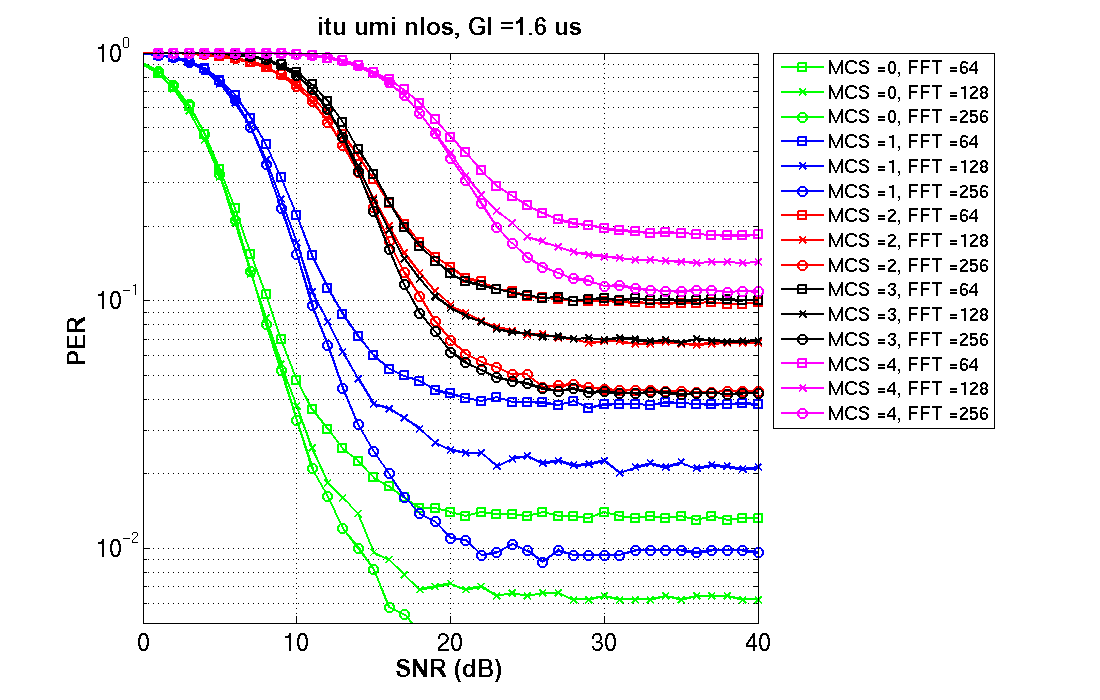 itu umi nlos, GI =1.6 us
10^0
10^-1
10^-2
PER
0
10
20
30
40
SNR (dB)
MCS =0, FFT =64
MCS =0, FFT =128
MCS =0, FFT =256
MCS =1, FFT =64
MCS =1, FFT =128
MCS =1, FFT =256
MCS =2, FFT =64
MCS =2, FFT =128
MCS =2, FFT =256
MCS =3, FFT =64
MCS =3, FFT =128
MCS =3, FFT =256
MCS =4, FFT =64
MCS =4, FFT =128
MCS =4, FFT =256